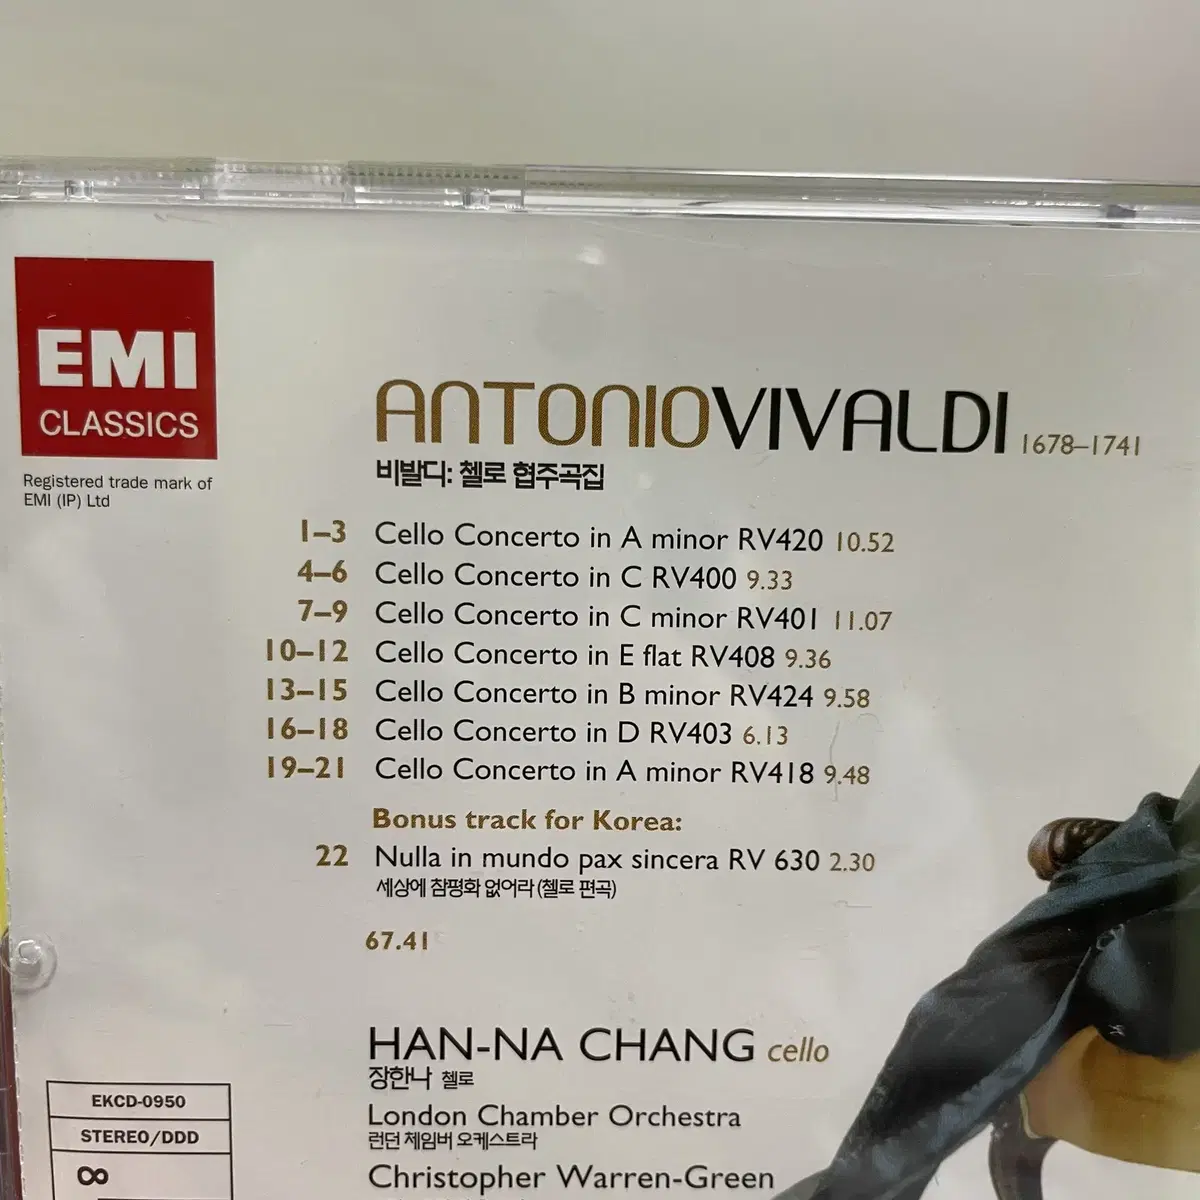 EMI
CLASSICS
Registered trade mark of
EMI (IP) Ltd
ANTONIOVIVALDI 1678–1741
비발디: 첼로 협주곡집
1–3 Cello Concerto in A minor RV420 10.52
4–6 Cello Concerto in C RV400 9.33
7–9 Cello Concerto in C minor RV401 11.07
10–12 Cello Concerto in E flat RV408 9.36
13–15 Cello Concerto in B minor RV424 9.58
16–18 Cello Concerto in D RV403 6.13
19–21 Cello Concerto in A minor RV418 9.48
Bonus track for Korea:
22 Nulla in mundo pax sincera RV 630 2.30
세상에 참평화 없어라 (첼로 편곡)
67.41
HAN-NA CHANG cello
장한나 첼로
London Chamber Orchestra
런던 체임버 오케스트라
Christopher Warren-Green
EKCD-0950
STEREO/DDD